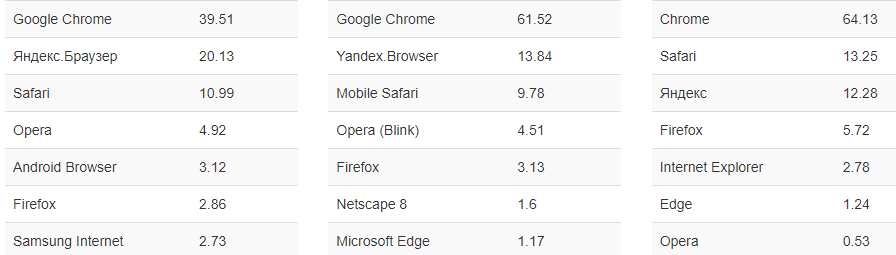 Google Chrome 39.51
Яндекс.Браузер 20.13
Safari 10.99
Opera 4.92
Android Browser 3.12
Firefox 2.86
Samsung Internet 2.73
Google Chrome 61.52
Yandex.Browser 13.84
Mobile Safari 9.78
Opera (Blink) 4.51
Firefox 3.13
Netscape 8 1.6
Microsoft Edge 1.17
Chrome 64.13
Safari 13.25
Яндекс 12.28
Firefox 5.72
Internet Explorer 2.78
Edge 1.24
Opera 0.53